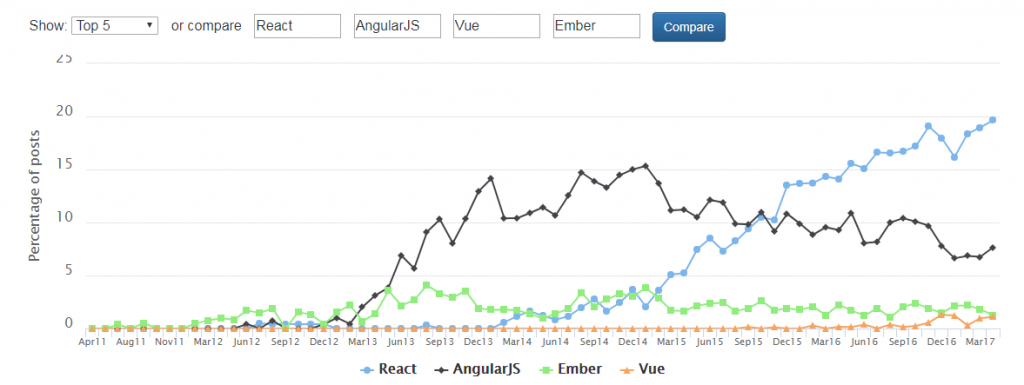 Show: Top 5 or compare React AngularJS Vue Ember Compare
25
20
15
10
5
0
Percentage of posts
Apr11 Aug11 Nov11 Mar12 Jun12 Sep12 Dec12 Mar13 Jun13 Sep13 Dec13 Mar14 Jun14 Sep14 Dec14 Mar15 Jun15 Sep15 Dec15 Mar16 Jun16 Sep16 Dec16 Mar17
React AngularJS Ember Vue